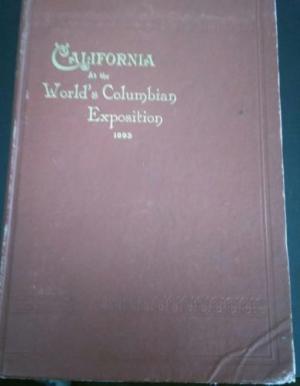 CALIFORNIA
At the
World's Columbian
Exposition
1893